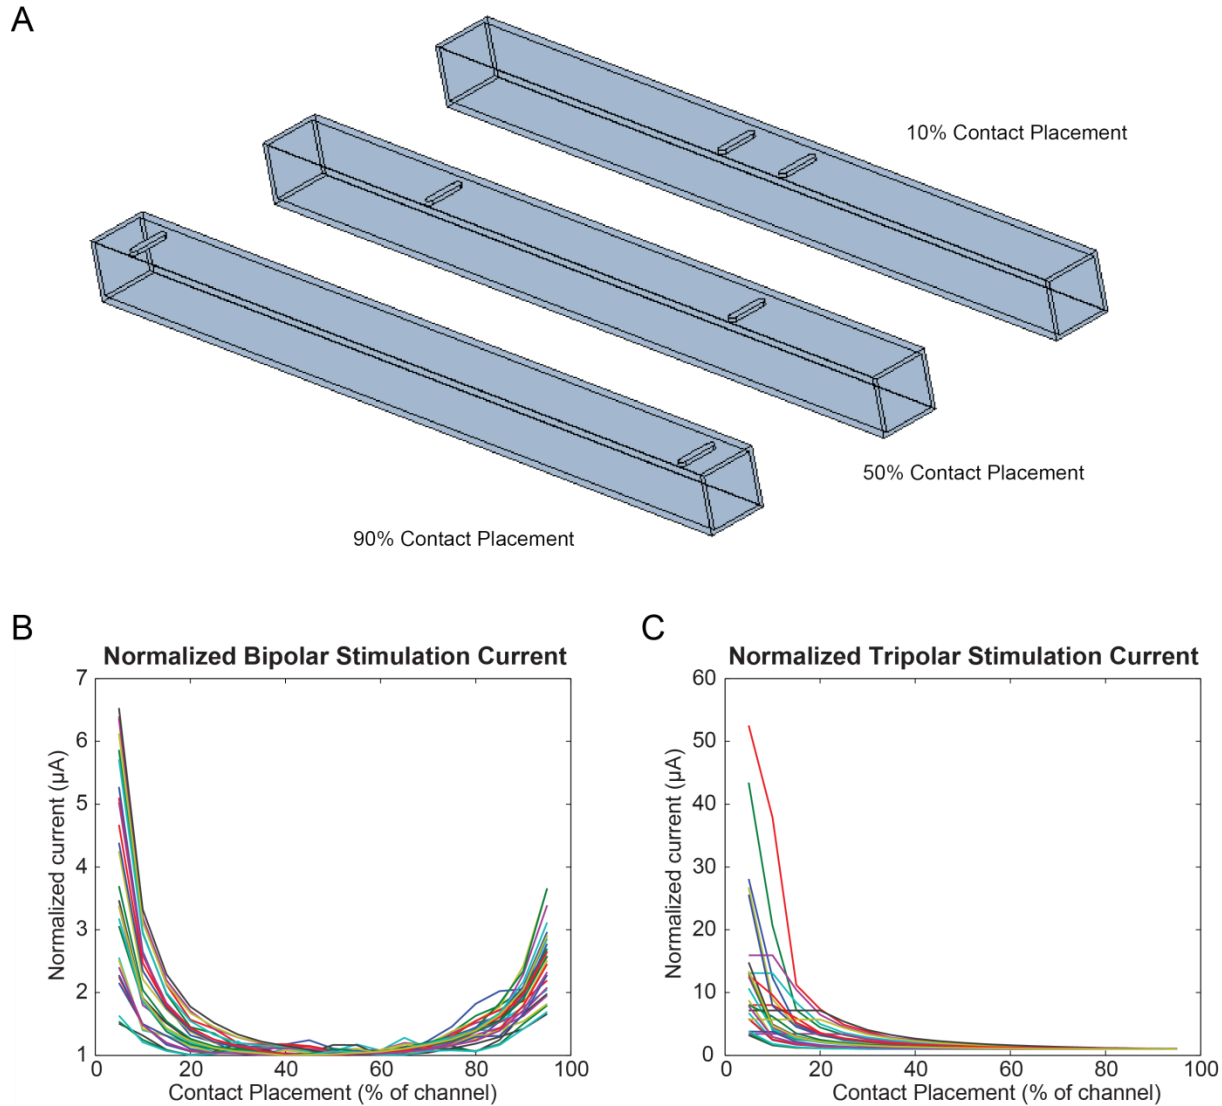 A
10% Contact Placement
50% Contact Placement
90% Contact Placement
B
Normalized Bipolar Stimulation Current
7
6
5
4
3
2
1
0
20
40
60
80
100
Normalized current (µA)
Contact Placement (% of channel)
C
Normalized Tripolar Stimulation Current
60
50
40
30
20
10
0
0
20
40
60
80
100
Normalized current (µA)
Contact Placement (% of channel)